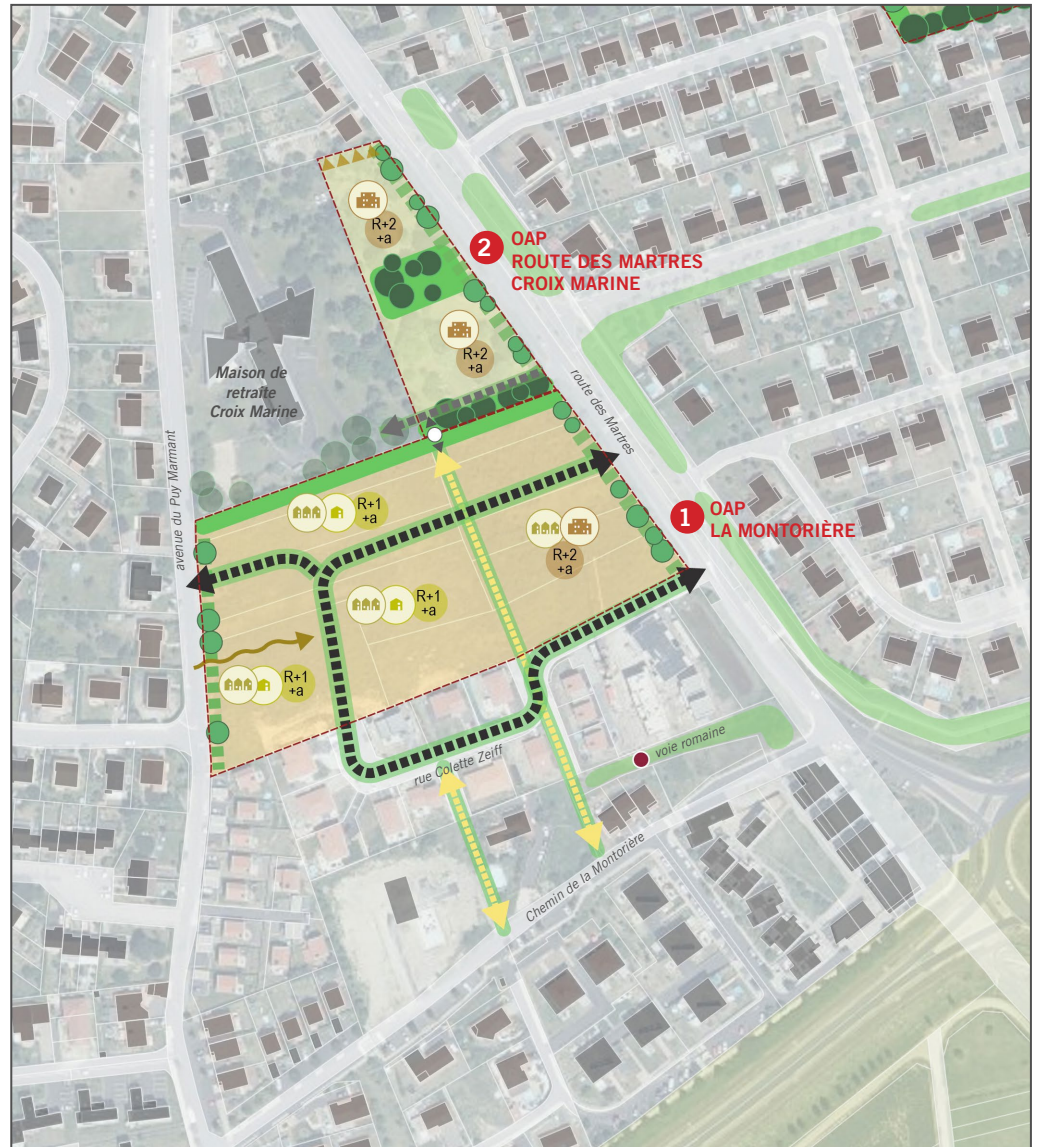 R+2
+a
2 OAP
ROUTE DES MARTRES
CROIX MARINE
R+2
+a
Maison de
retraite
Croix Marine
route des Martres
avenue du Puy Marmant
R+1
+a
1 OAP
LA MONTORIÈRE
R+2
+a
R+1
+a
R+1
+a
voie romaine
rue Colette Zeiff
Chemin de la Montorière